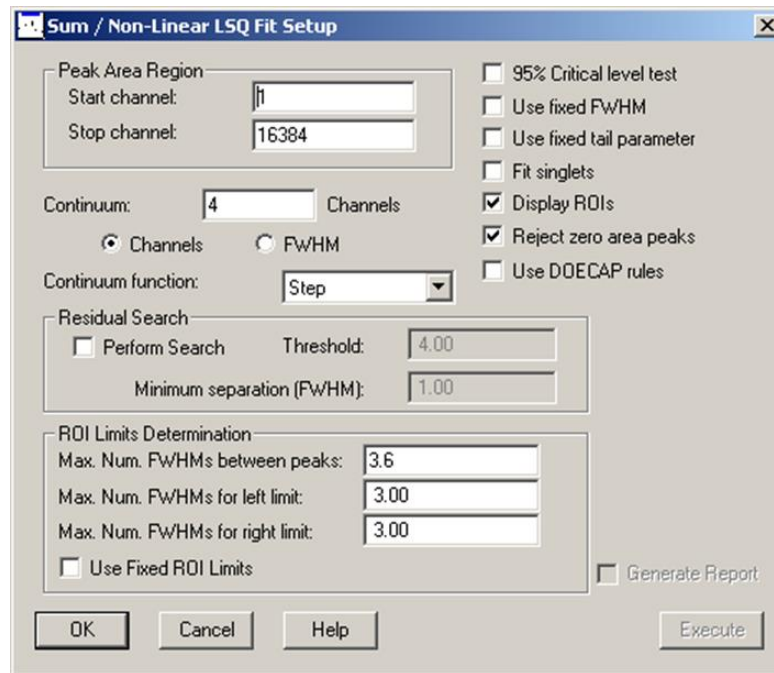 Sum / Non-Linear LSQ Fit Setup
Peak Area Region
Start channel: 1
Stop channel: 16384
95% Critical level test
Use fixed FWHM
Use fixed tail parameter
Fit singlets
Display ROIs
Reject zero area peaks
Use DOECAP rules
Continuum: 4 Channels
Channels FWHM
Continuum function: Step
Residual Search
Perform Search Threshold: 4.00
Minimum separation (FWHM): 1.00
ROI Limits Determination
Max. Num. FWHMs between peaks: 3.6
Max. Num. FWHMs for left limit: 3.00
Max. Num. FWHMs for right limit: 3.00
Use Fixed ROI Limits
Generate Report
OK Cancel Help Execute